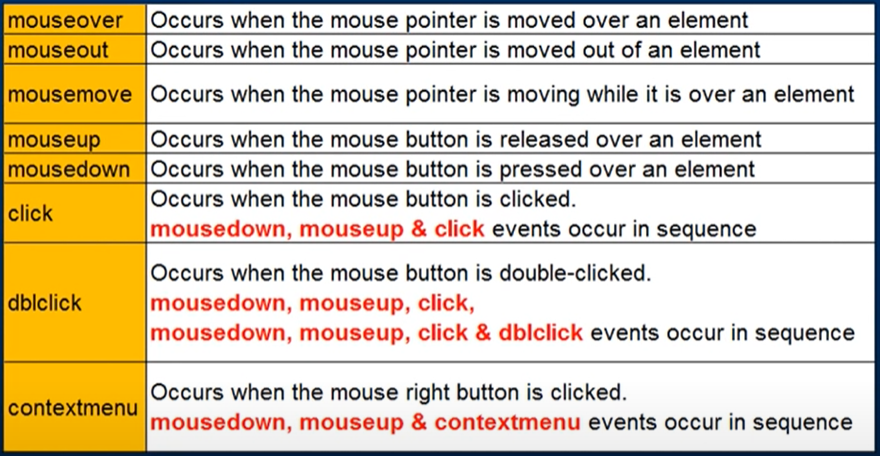 mouseover Occurs when the mouse pointer is moved over an element
mouseout Occurs when the mouse pointer is moved out of an element
mousemove Occurs when the mouse pointer is moving while it is over an element
mouseup Occurs when the mouse button is released over an element
mousedown Occurs when the mouse button is pressed over an element
click
Occurs when the mouse button is clicked.
mousedown, mouseup & click events occur in sequence
dblclick
Occurs when the mouse button is double-clicked.
mousedown, mouseup, click,
mousedown, mouseup, click & dblclick events occur in sequence
contextmenu
Occurs when the mouse right button is clicked.
mousedown, mouseup & contextmenu events occur in sequence